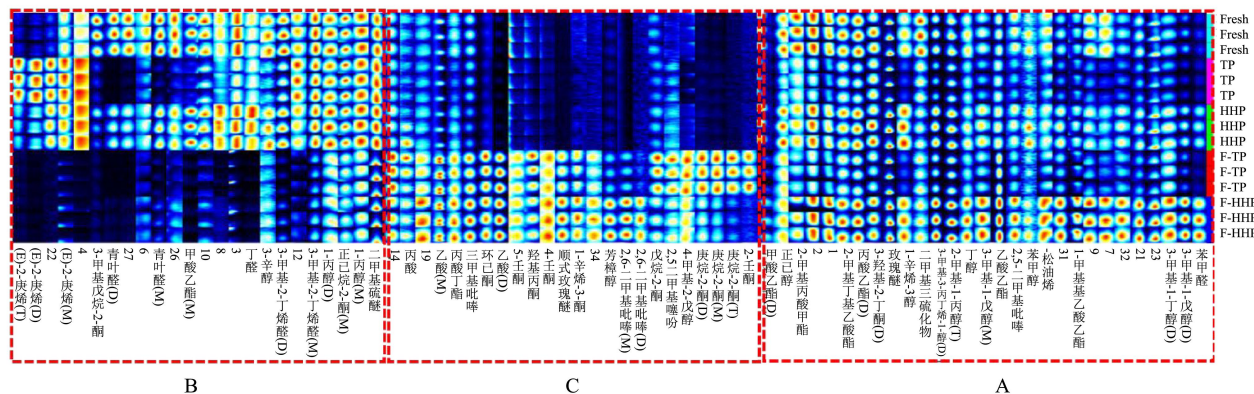 Fresh
Fresh
Fresh
TP
TP
TP
HHP
HHP
HHP
F-TP
F-TP
F-TP
F-HHP
F-HHP
F-HHP
(E)-2-庚烯(T)
(E)-2-庚烯(D)
22
(E)-2-庚烯(M)
4
3-甲基戊烷-2-酮
青叶醛(D)
27
6
青叶醛(M)
26
甲酸乙酯(M)
10
8
3
丁醛
3-辛醇
3-甲基-2-丁烯醛(D)
12
3-甲基-2-丁烯醛(M)
1-丙醇(D)
正己烷-2-酮(M)
1-丙醇(M)
二甲基硫醚
14
丙酸
19
乙酸(M)
丙酸丁酯
三甲基吡嗪
环己酮
乙酸(D)
5-壬酮
羟基丙酮
4-壬酮
顺式玫瑰醚
1-辛烯-3-酮
34
芳樟醇
2,6-二甲基吡嗪(M)
2,6-二甲基吡嗪(D)
戊烷-2-酮
2,5-二甲基噻吩
4-甲基-2-戊醇
庚烷-2-酮(D)
庚烷-2-酮(M)
庚烷-2-酮(T)
2-壬酮
甲酸乙酯(D)
正己醇
2-甲基丙酸甲酯
2
1
2-甲基丁基乙酸酯
丙酸乙酯(D)
3-羟基-2-丁酮(D)
玫瑰醚
1-辛烯-3醇
二甲基三硫化物
2-甲基-3-丙丁烯-1-醇(D)
2-甲基-1-丙醇(T)
丁醇
3-甲基-1-戊醇(M)
乙酸乙酯
2,5-二甲基吡嗪
苯甲醇
-松油烯
31
1-甲基基乙酸乙酯
9
7
32
21
23
3-甲基-1-丁醇(D)
3-甲基-1-戊醇(D)
苯甲醛
B
C
A